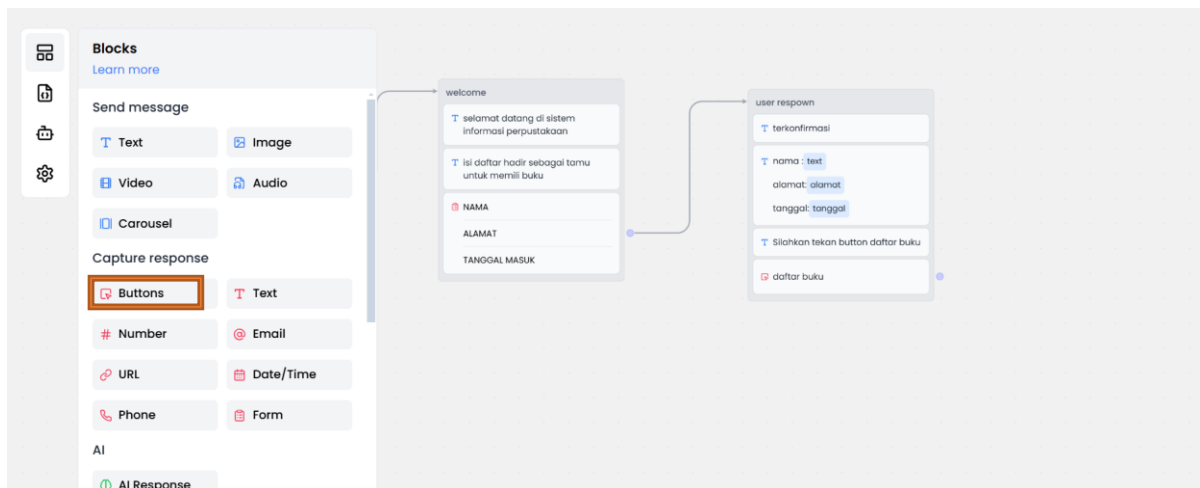 Blocks
Learn more
Send message
Text
Image
Video
Audio
Carousel
Capture response
Buttons
Text
Number
Email
URL
Date/Time
Phone
Form
AI
AI Response
welcome
selamat datang di sistem
informasi perpustakaan
isi daftar hadir sebagai tamu
untuk memili buku
NAMA
ALAMAT
TANGGAL MASUK
user respown
terkonfirmasi
nama : text
alamat: alamat
tanggal: tanggal
Silahkan tekan button daftar buku
daftar buku